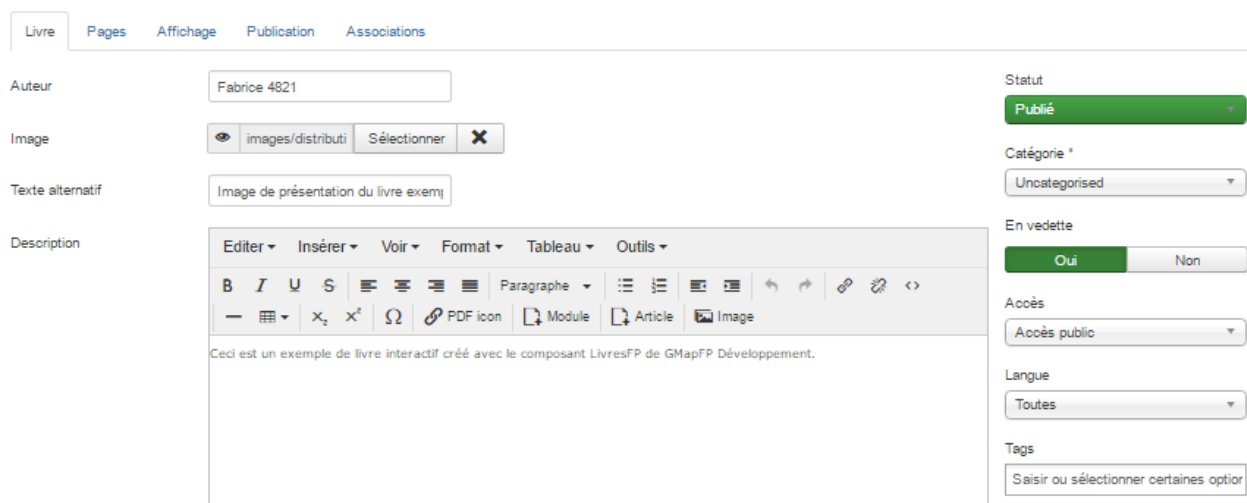 Livre Pages Affichage Publication Associations
Auteur
Fabrice 4821
Image
images/distributi Sélectionner
Texte alternatif
Image de présentation du livre exem
Description
Editer Insérer Voir Format Tableau Outils
B I U S Paragraphe
x₂ x² Ω PDF icon Module Article Image
Ceci est un exemple de livre interactif créé avec le composant LivresFP de GMapFP Développement.
Statut
Publié
Catégorie *
Uncategorised
En vedette
Oui Non
Accès
Accès public
Langue
Toutes
Tags
Saisir ou sélectionner certaines option